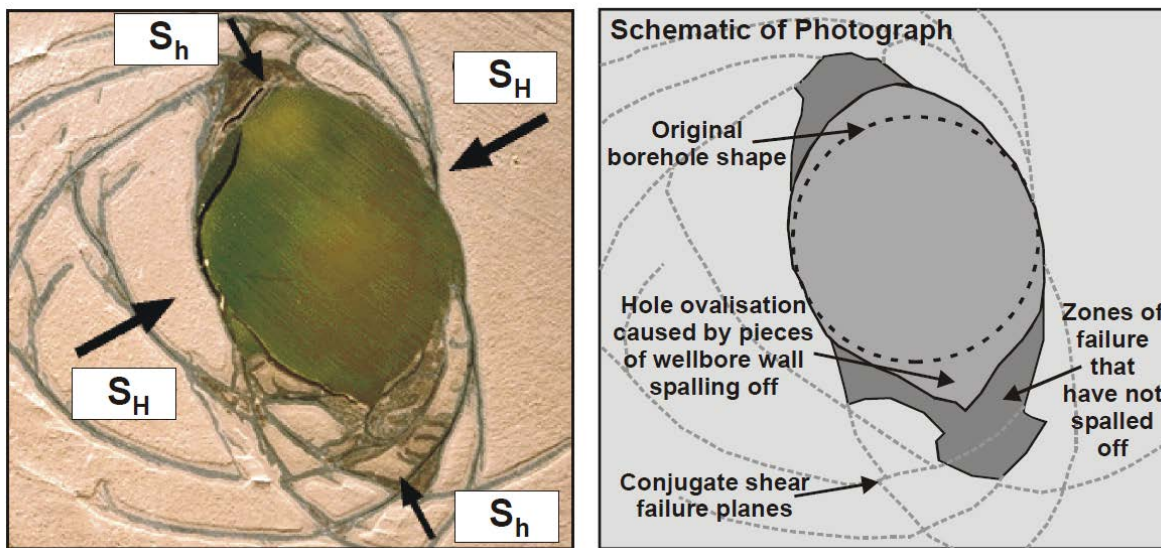 Sh
SH
SH
Sh
Schematic of Photograph
Original
borehole shape
Hole ovalisation
caused by pieces
of wellbore wall
spalling off
Zones of
failure
that
have not
spalled
off
Conjugate shear
failure planes